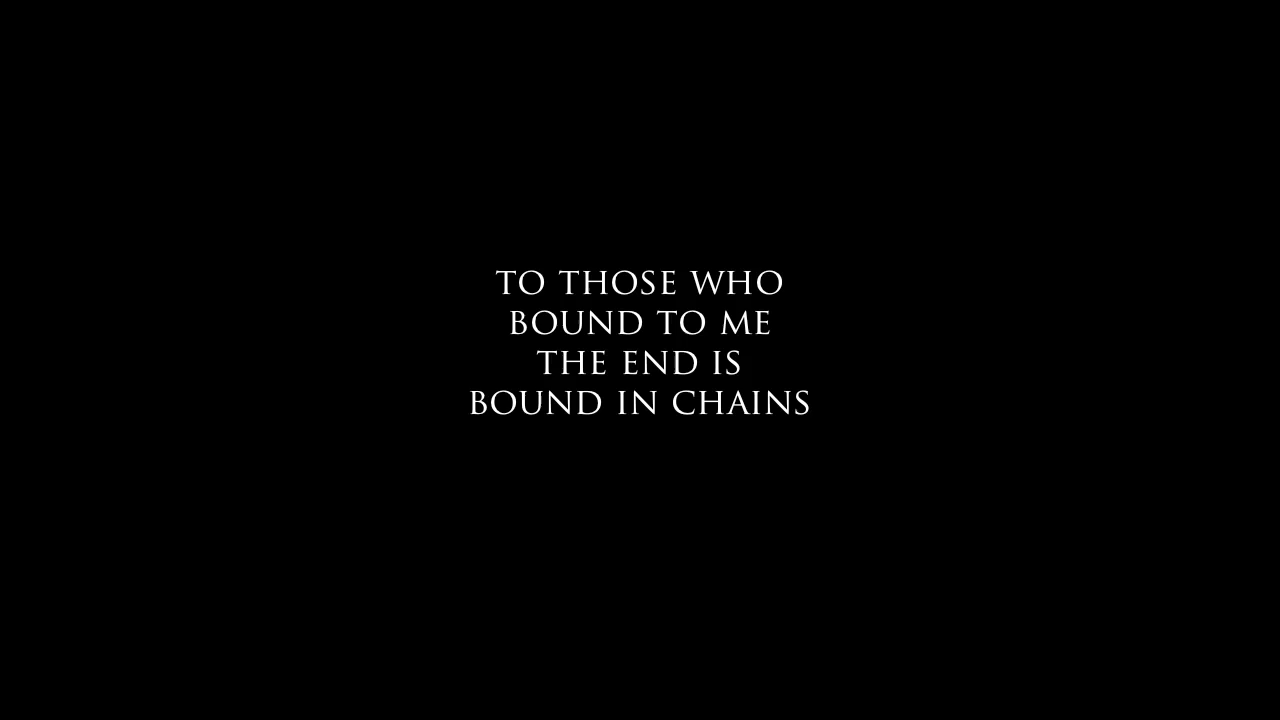 TO THOSE WHO
BOUND TO ME
THE END IS
BOUND IN CHAINS